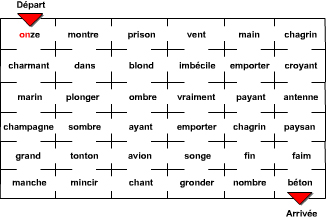 Départ
onze montre prison vent main chagrin
charmant dans blond imbécile emporter croyant
marin plonger ombre vraiment payant antenne
champagne sombre ayant emporter chagrin paysan
grand tonton avion songe fin faim
manche mincir chant gronder nombre béton
Arrivée